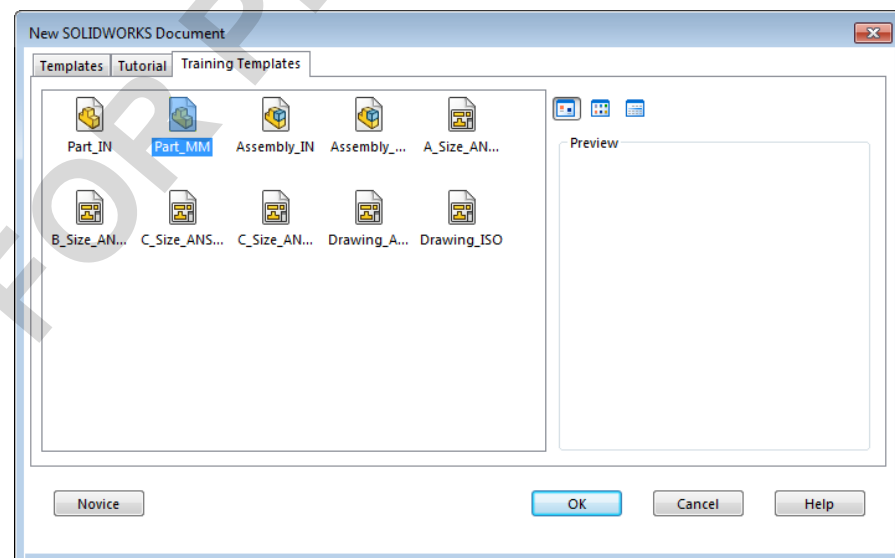 New SOLIDWORKS Document
Templates Tutorial Training Templates
Part_IN Part_MM Assembly_IN Assembly_... A_Size_AN...
B_Size_AN... C_Size_ANS... C_Size_AN... Drawing_A... Drawing_ISO
Preview
Novice OK Cancel Help
FOR